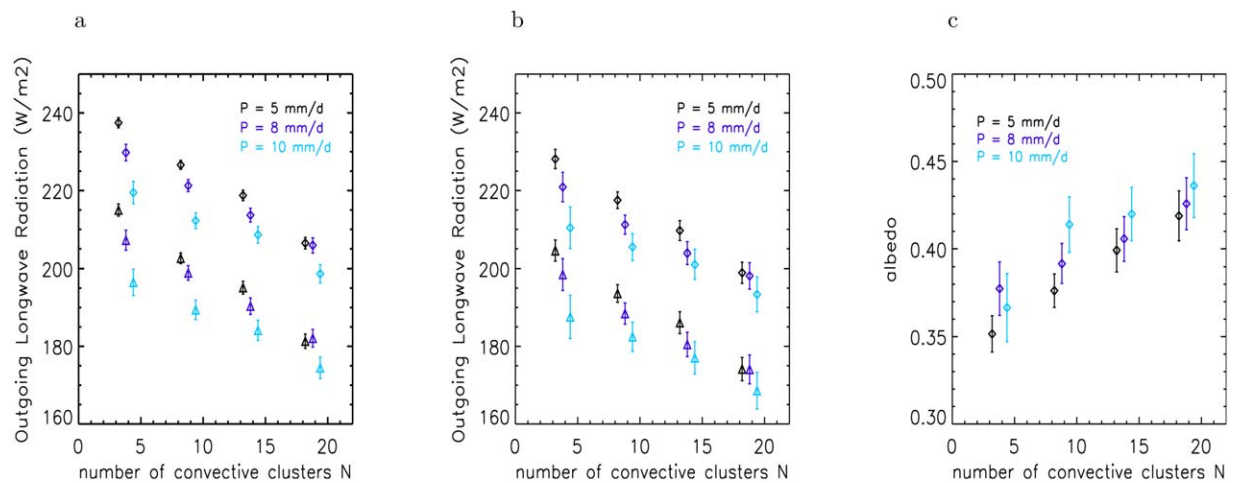 a
Outgoing Longwave Radiation (W/m2)
240
220
200
180
160
P = 5 mm/d
P = 8 mm/d
P = 10 mm/d
0 5 10 15 20
number of convective clusters N
b
Outgoing Longwave Radiation (W/m2)
240
220
200
180
160
P = 5 mm/d
P = 8 mm/d
P = 10 mm/d
0 5 10 15 20
number of convective clusters N
c
albedo
0.50
0.45
0.40
0.35
0.30
P = 5 mm/d
P = 8 mm/d
P = 10 mm/d
0 5 10 15 20
number of convective clusters N